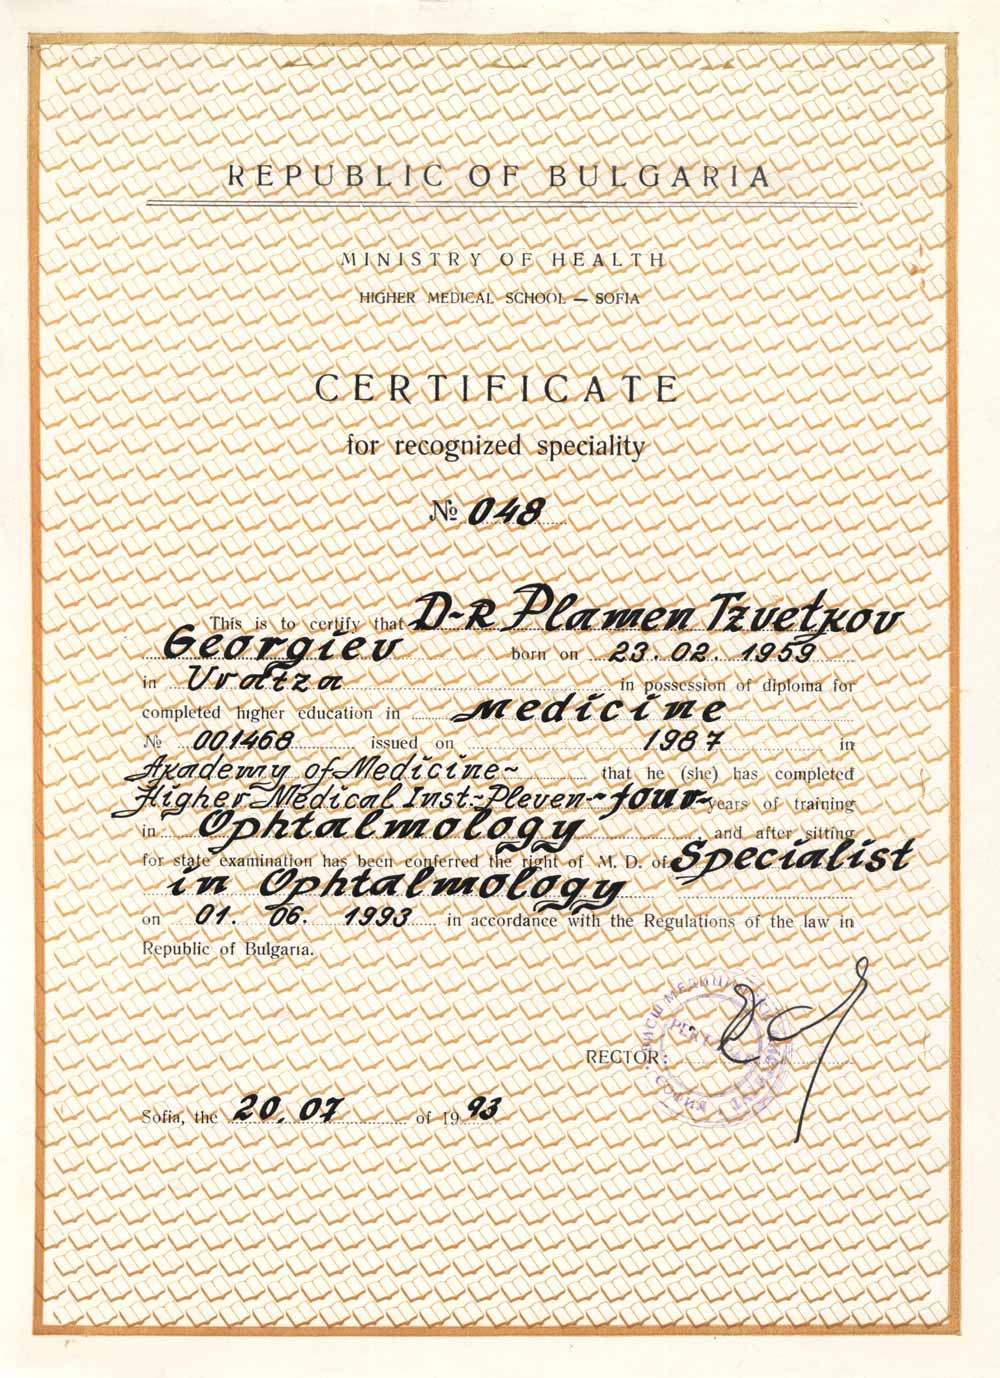 REPUBLIC OF BULGARIA
MINISTRY OF HEALTH
HIGHER MEDICAL SCHOOL — SOFIA
CERTIFICATE
for recognized speciality
№ 048
This is to certify that D-R Plamen Tzvetkov
Georgiev born on 23.02.1959
in Vratza in possession of diploma for
completed higher education in medicine
№ 001468 issued on 1987 in
Academy of Medicine- that he (she) has completed
Higher Medical Inst.-Pleven- four- years of training
in Ophtalmology, and after sitting
for state examination has been conferred the right of M. D. of Specialist
in Ophtalmology
on 01. 06. 1993 in accordance with the Regulations of the law in
Republic of Bulgaria.
ВИСШ МЕДИЦИНСКИ ИНСТИТУТ СОФИЯ
RECTOR:
Sofia, the 20.07 of 1993